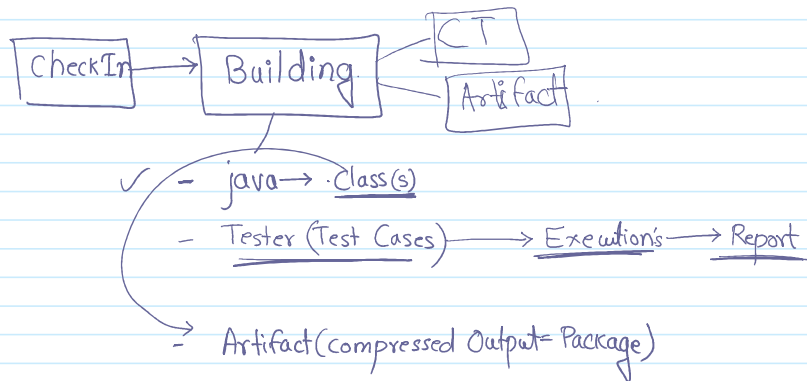 CheckIn → Building
CT
Artifact
- java → .Class(s)
- Tester (Test Cases) → Execution's → Report
- Artifact (compressed Output = Package)